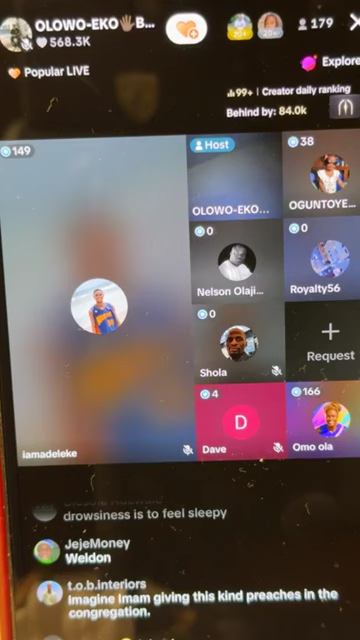 OLOWO-EKO🖐🏿B...
568.3K
179
20+
Popular LIVE
Explore
99+ | Creator daily ranking
Behind by: 84.0k
149
Host
OLOWO-EKO...
38
OGUNTOYE...
0
Nelson Olaji...
0
Royalty56
0
Shola
+
Request
iamadeleke
4
D
Dave
166
Omo ola
drowsiness is to feel sleepy
JejeMoney
Weldon
t.o.b.interiors
Imagine Imam giving this kind preaches in the
congregation.